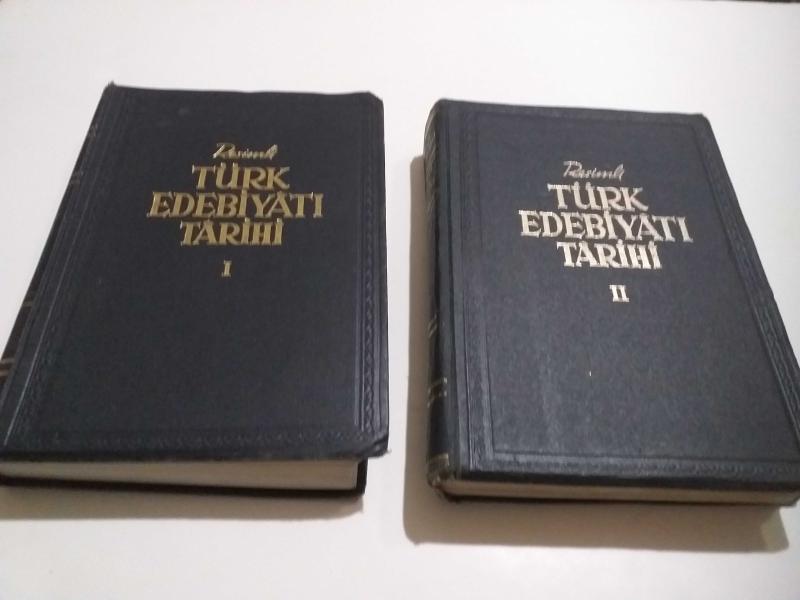 Resimli
TÜRK
EDEBİYATI
TARİHİ
I
Resimli
TÜRK
EDEBİYATI
TARİHİ
II